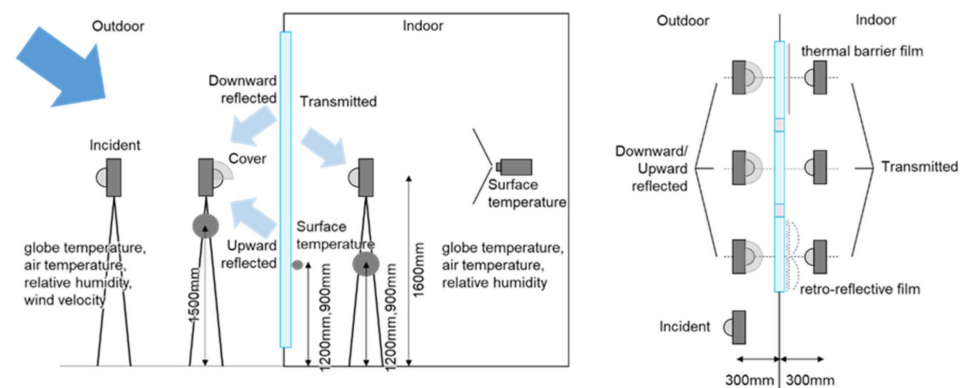 Outdoor
Indoor
Downward
reflected
Transmitted
Incident
Cover
Surface
temperature
Upward
reflected
Surface
temperature
globe temperature,
air temperature,
relative humidity,
wind velocity
1500mm
1200mm,900mm
1200mm,900mm
1600mm
globe temperature,
air temperature,
relative humidity
Outdoor
Indoor
thermal barrier film
Downward/
Upward
reflected
Transmitted
retro-reflective film
Incident
300mm
300mm